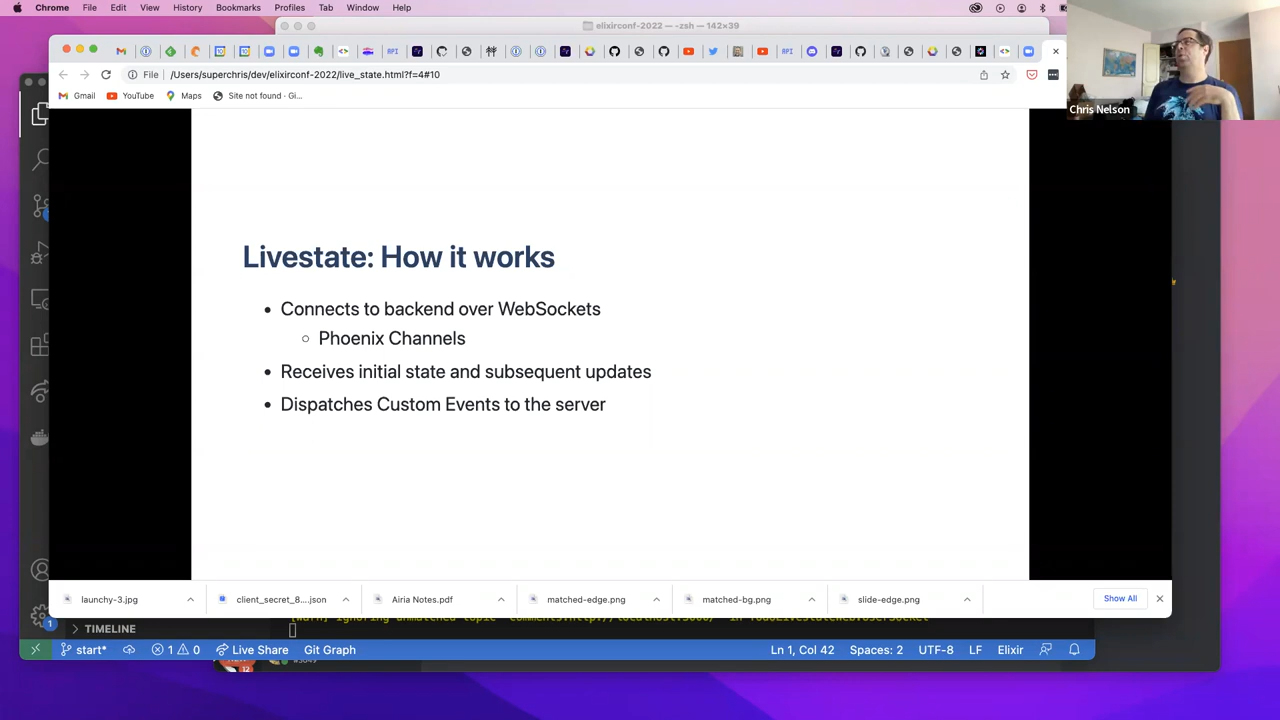 Chrome File Edit View History Bookmarks Profiles Tab Window Help
elixirconf-2022 — -zsh — 142×39
File /Users/superchris/dev/elixirconf-2022/live_state.html?f=4#10
Gmail YouTube Maps Site not found · Gi...
Chris Nelson
Livestate: How it works
Connects to backend over WebSockets
Phoenix Channels
Receives initial state and subsequent updates
Dispatches Custom Events to the server
launchy-3.jpg client_secret_8....json Airia Notes.pdf matched-edge.png matched-bg.png slide-edge.png Show All
1 TIMELINE
start* 1 0 Live Share Git Graph Ln 1, Col 42 Spaces: 2 UTF-8 LF Elixir
12